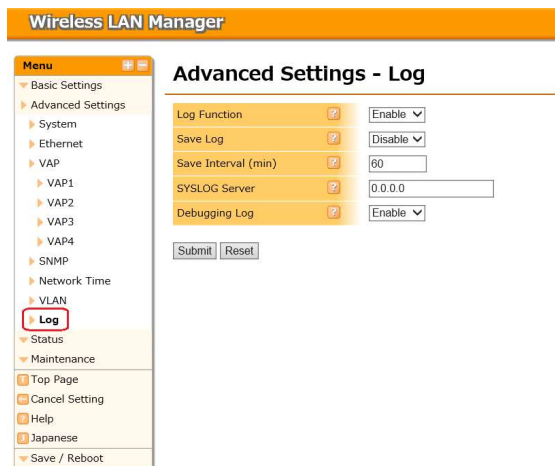 Wireless LAN Manager
Menu
Basic Settings
Advanced Settings
System
Ethernet
VAP
VAP1
VAP2
VAP3
VAP4
SNMP
Network Time
VLAN
Log
Status
Maintenance
Top Page
Cancel Setting
Help
Japanese
Save / Reboot
Advanced Settings - Log
Log Function ? Enable
Save Log ? Disable
Save Interval (min) ? 60
SYSLOG Server ? 0.0.0.0
Debugging Log ? Enable
Submit Reset